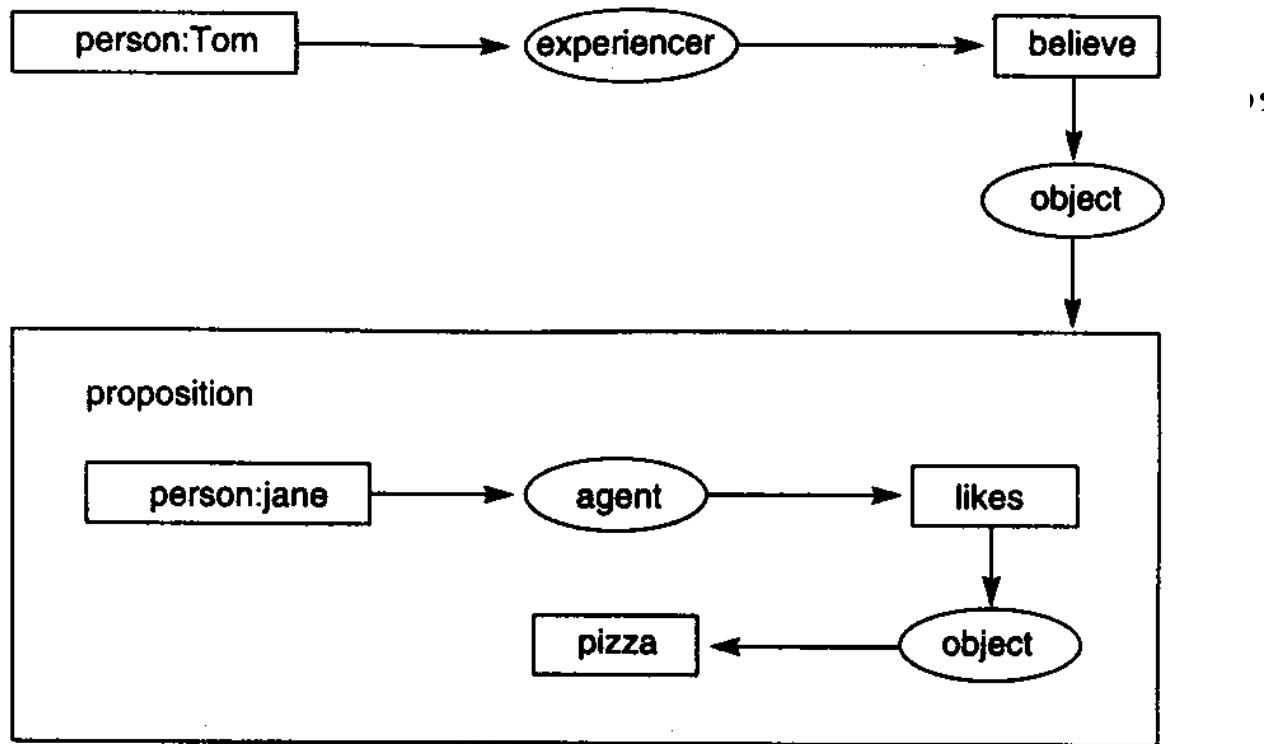 person:Tom
experiencer
believe
object
proposition
person:jane
agent
likes
pizza
object